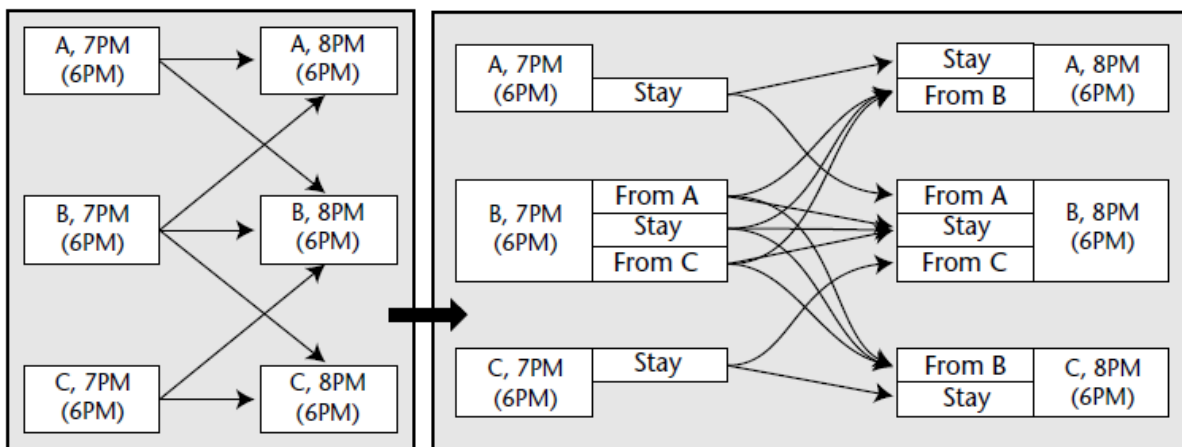 A, 7PM
(6PM)
A, 8PM
(6PM)
B, 7PM
(6PM)
B, 8PM
(6PM)
C, 7PM
(6PM)
C, 8PM
(6PM)
A, 7PM
(6PM)
Stay
Stay
From B
A, 8PM
(6PM)
B, 7PM
(6PM)
From A
Stay
From C
From A
Stay
From C
B, 8PM
(6PM)
C, 7PM
(6PM)
Stay
From B
Stay
C, 8PM
(6PM)